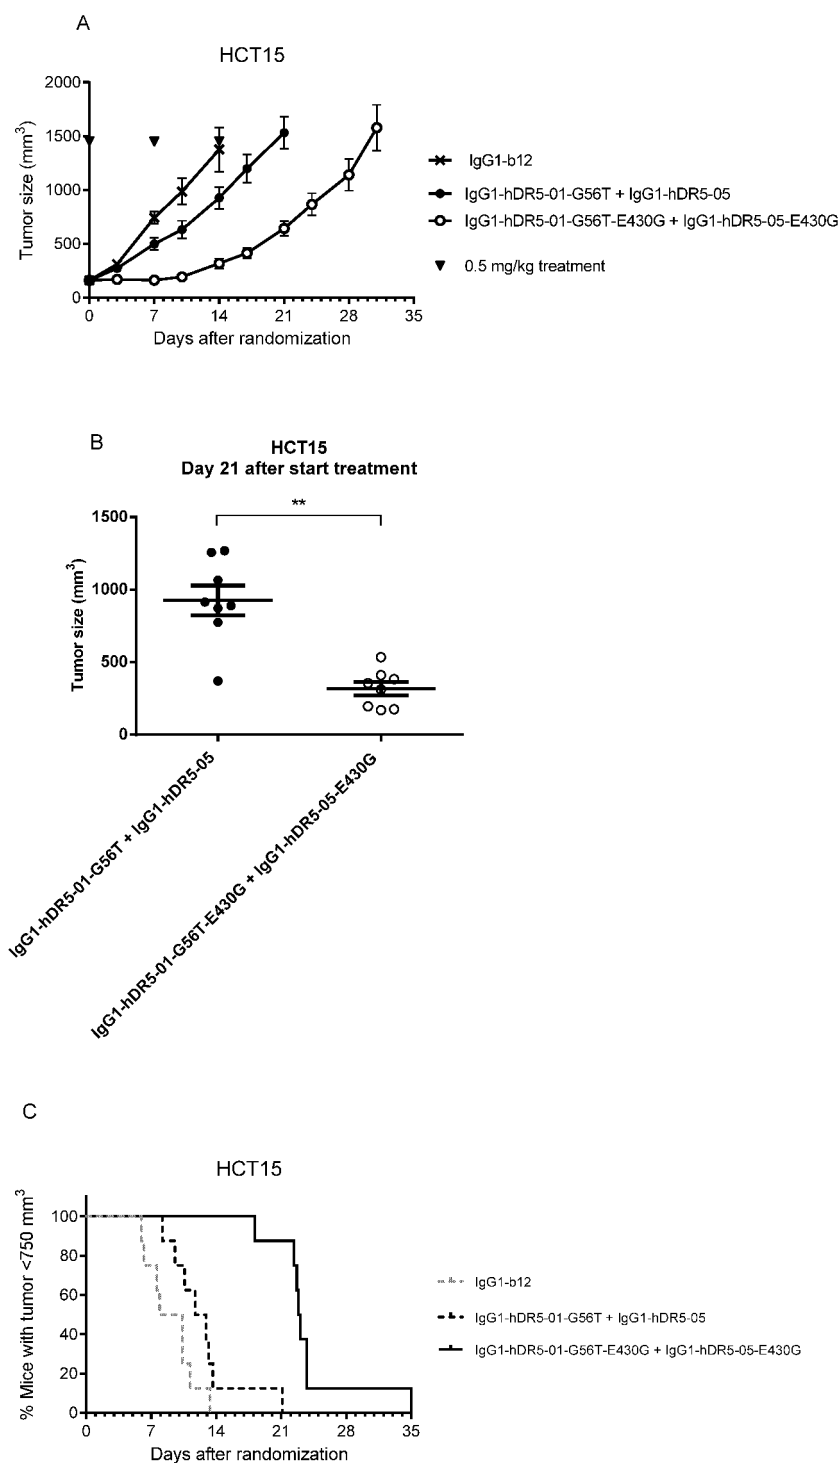 A
HCT15
Tumor size (mm3)
2000
1500
1000
500
0
0 7 14 21 28 35
Days after randomization
IgG1-b12
IgG1-hDR5-01-G56T + IgG1-hDR5-05
IgG1-hDR5-01-G56T-E430G + IgG1-hDR5-05-E430G
0.5 mg/kg treatment
B
HCT15
Day 21 after start treatment
**
Tumor size (mm3)
1500
1000
500
0
IgG1-hDR5-01-G56T + IgG1-hDR5-05
IgG1-hDR5-01-G56T-E430G + IgG1-hDR5-05-E430G
C
HCT15
% Mice with tumor <750 mm3
100
80
60
40
20
0
0 7 14 21 28 35
Days after randomization
IgG1-b12
IgG1-hDR5-01-G56T + IgG1-hDR5-05
IgG1-hDR5-01-G56T-E430G + IgG1-hDR5-05-E430G